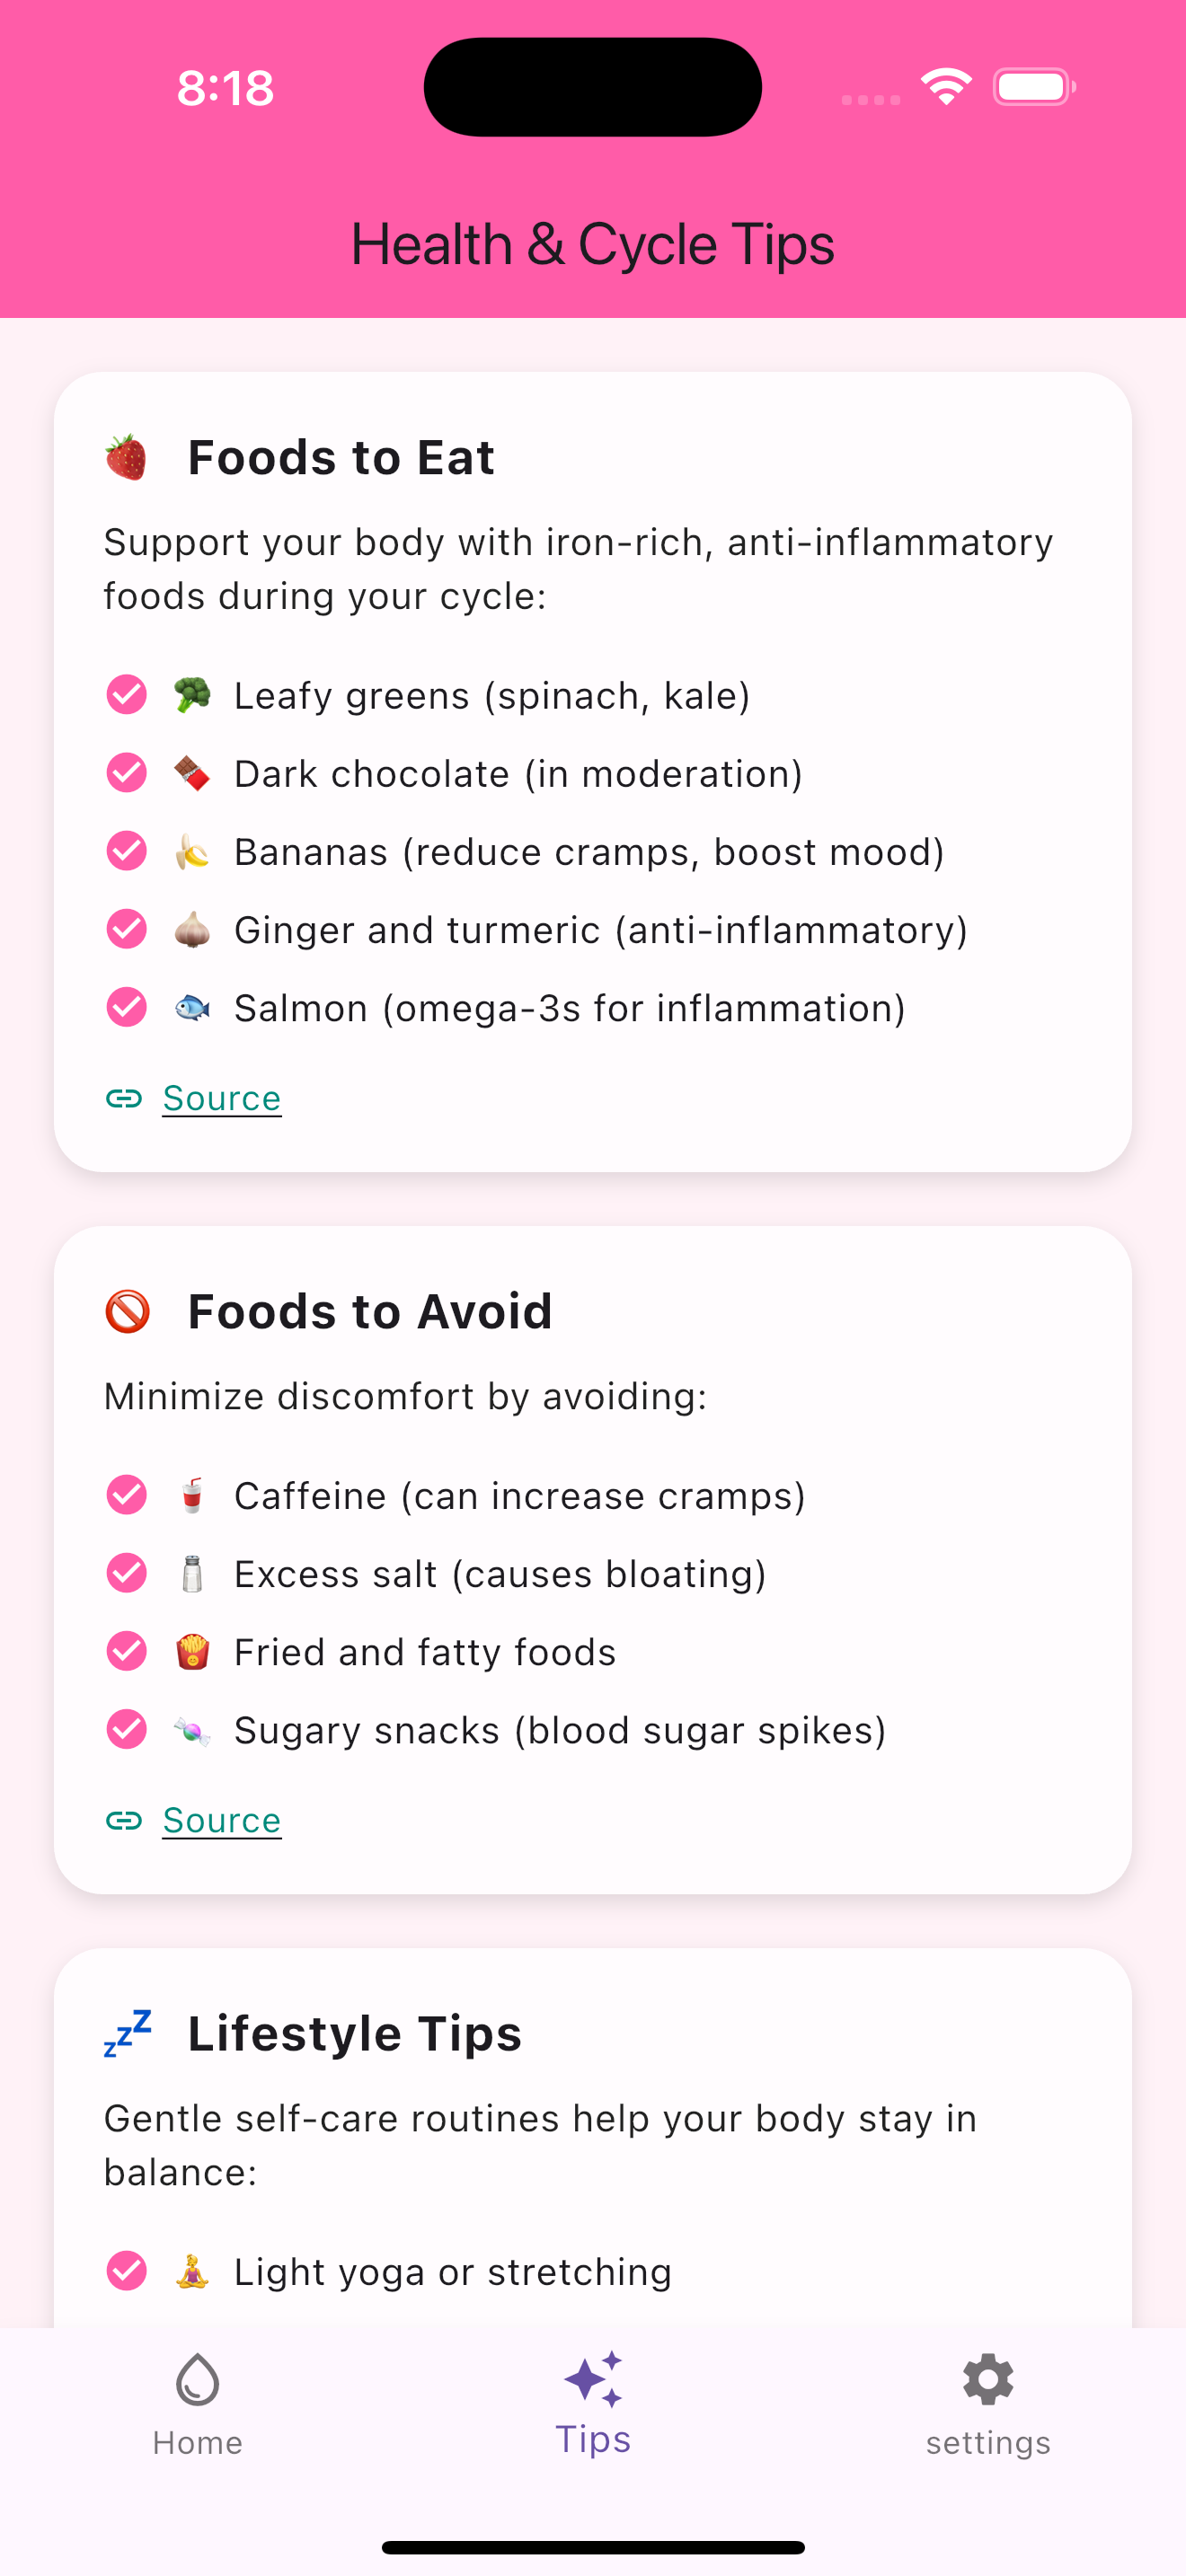 8:18
Health & Cycle Tips
🍓 Foods to Eat
Support your body with iron-rich, anti-inflammatory
foods during your cycle:
🥦 Leafy greens (spinach, kale)
🍫 Dark chocolate (in moderation)
🍌 Bananas (reduce cramps, boost mood)
🧄 Ginger and turmeric (anti-inflammatory)
🐟 Salmon (omega-3s for inflammation)
Source
🚫 Foods to Avoid
Minimize discomfort by avoiding:
🥤 Caffeine (can increase cramps)
🧂 Excess salt (causes bloating)
🍟 Fried and fatty foods
🍬 Sugary snacks (blood sugar spikes)
Source
💤 Lifestyle Tips
Gentle self-care routines help your body stay in
balance:
🧘‍♀️ Light yoga or stretching
Home
Tips
settings